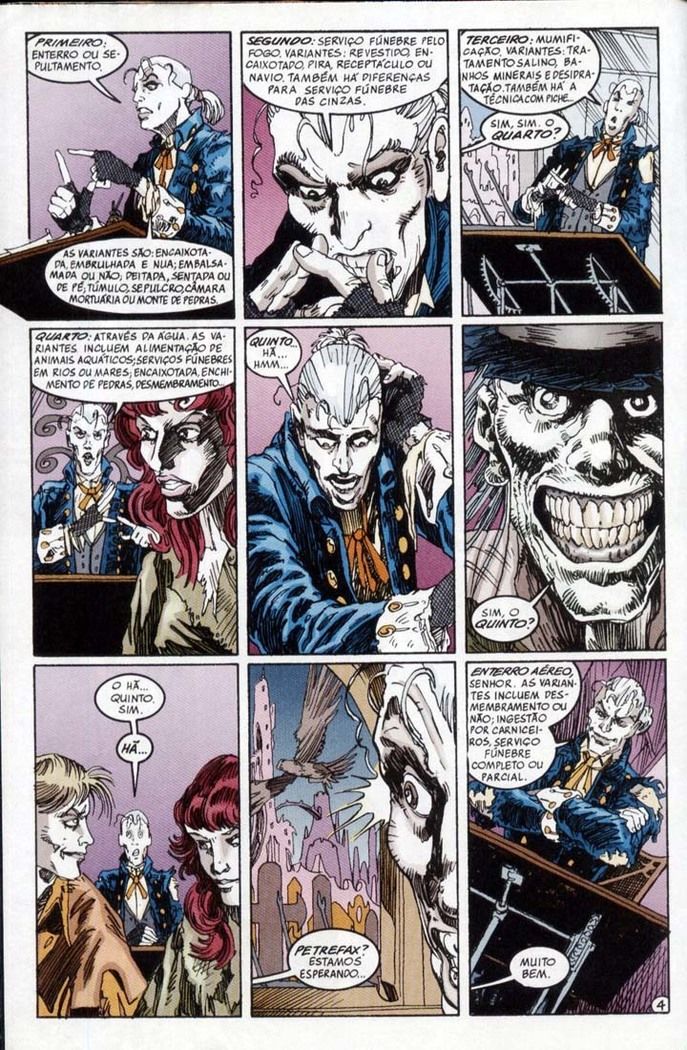 PRIMEIRO:
ENTERRO OU SE-
PULTAMENTO.
AS VARIANTES SÃO: ENCAIXOTA-
DA, EMBRULHADA E NUA; EMBALSA-
MADA OU NÃO; DEITADA, SENTADA OU
DE PÉ; TÚMULO, SEPULCRO, CÂMARA
MORTUÁRIA OU MONTE DE PEDRAS.
SEGUNDO: SERVIÇO FÚNEBRE PELO
FOGO. VARIANTES: REVESTIDO, EN-
CAIXOTADO, PIRA, RECEPTÁCULO OU
NAVIO. TAMBÉM HÁ DIFERENÇAS
PARA SERVIÇO FÚNEBRE
DAS CINZAS.
TERCEIRO: MUMIFI-
CAÇÃO. VARIANTES: TRA-
TAMENTO SALINO, BA-
NHOS MINERAIS E DESIDRA-
TAÇÃO. TAMBÉM HÁ A
TÉCNICA COM PICHE...
SIM, SIM. O
QUARTO?
QUARTO: ATRAVÉS DA ÁGUA. AS VA-
RIANTES INCLUEM ALIMENTAÇÃO DE
ANIMAIS AQUÁTICOS; SERVIÇOS FÚNEBRES
EM RIOS OU MARES; ENCAIXOTADA, ENCHI-
MENTO DE PEDRAS, DESMEMBRAMENTO...
QUINTO...
HÃ...
HMM...
SIM, O
QUINTO?
O HÃ...
QUINTO.
SIM.
HÃ...
PETREFAX?
ESTAMOS
ESPERANDO...
ENTERRO AÉREO,
SENHOR. AS VARIAN-
TES INCLUEM DES-
MEMBRAMENTO OU
NÃO; INGESTÃO
POR CARNICEI-
ROS, SERVIÇO
FÚNEBRE
COMPLETO OU
PARCIAL.
MUITO
BEM.
4